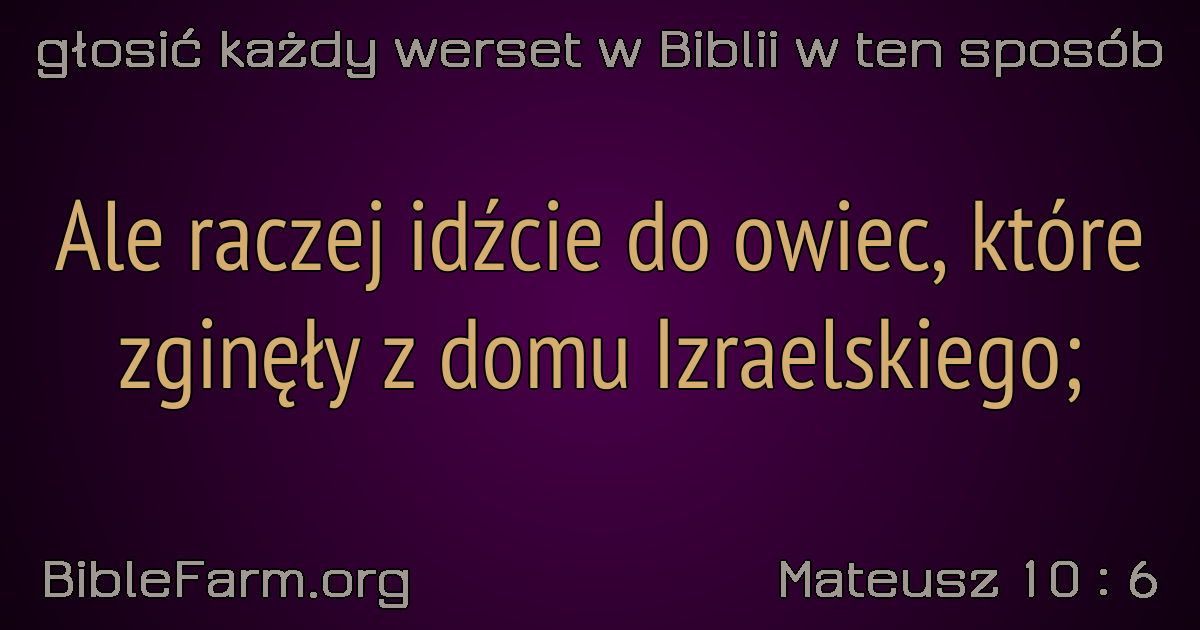 głosić każdy werset w Biblii w ten sposób
Ale raczej idźcie do owiec, które
zginęły z domu Izraelskiego;
BibleFarm.org
Mateusz 10 : 6